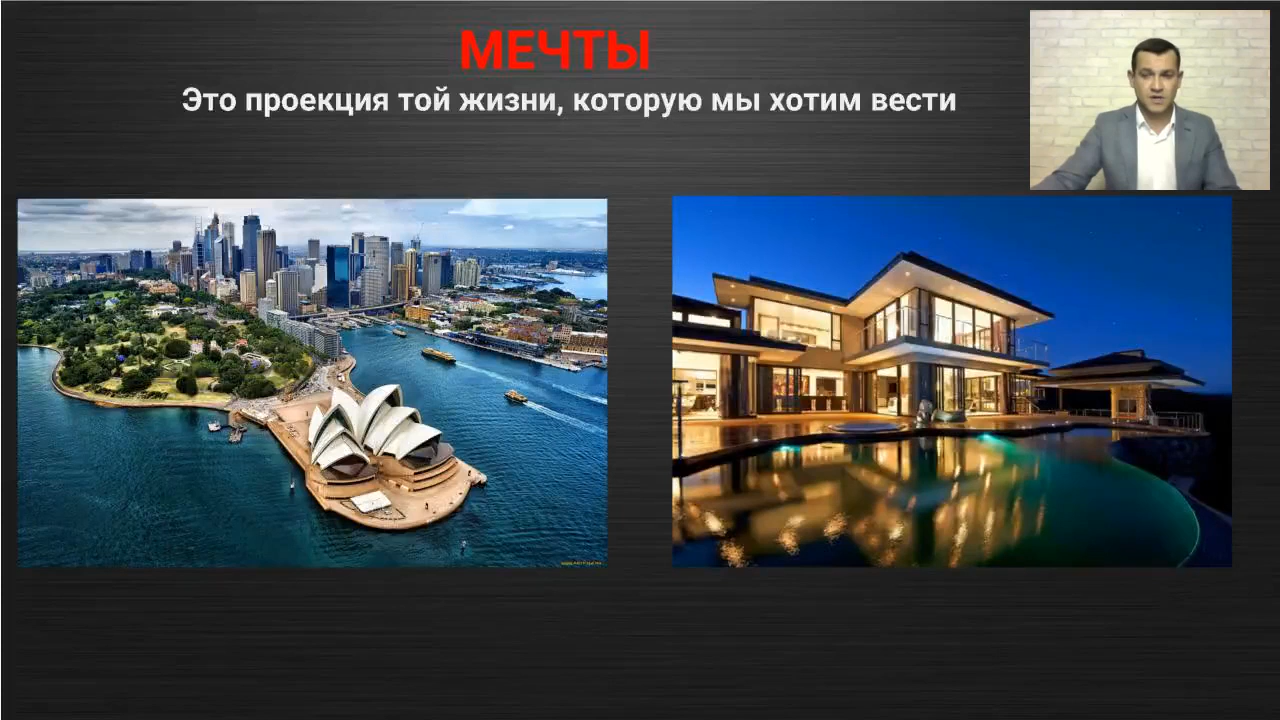 МЕЧТЫ
Это проекция той жизни, которую мы хотим вести